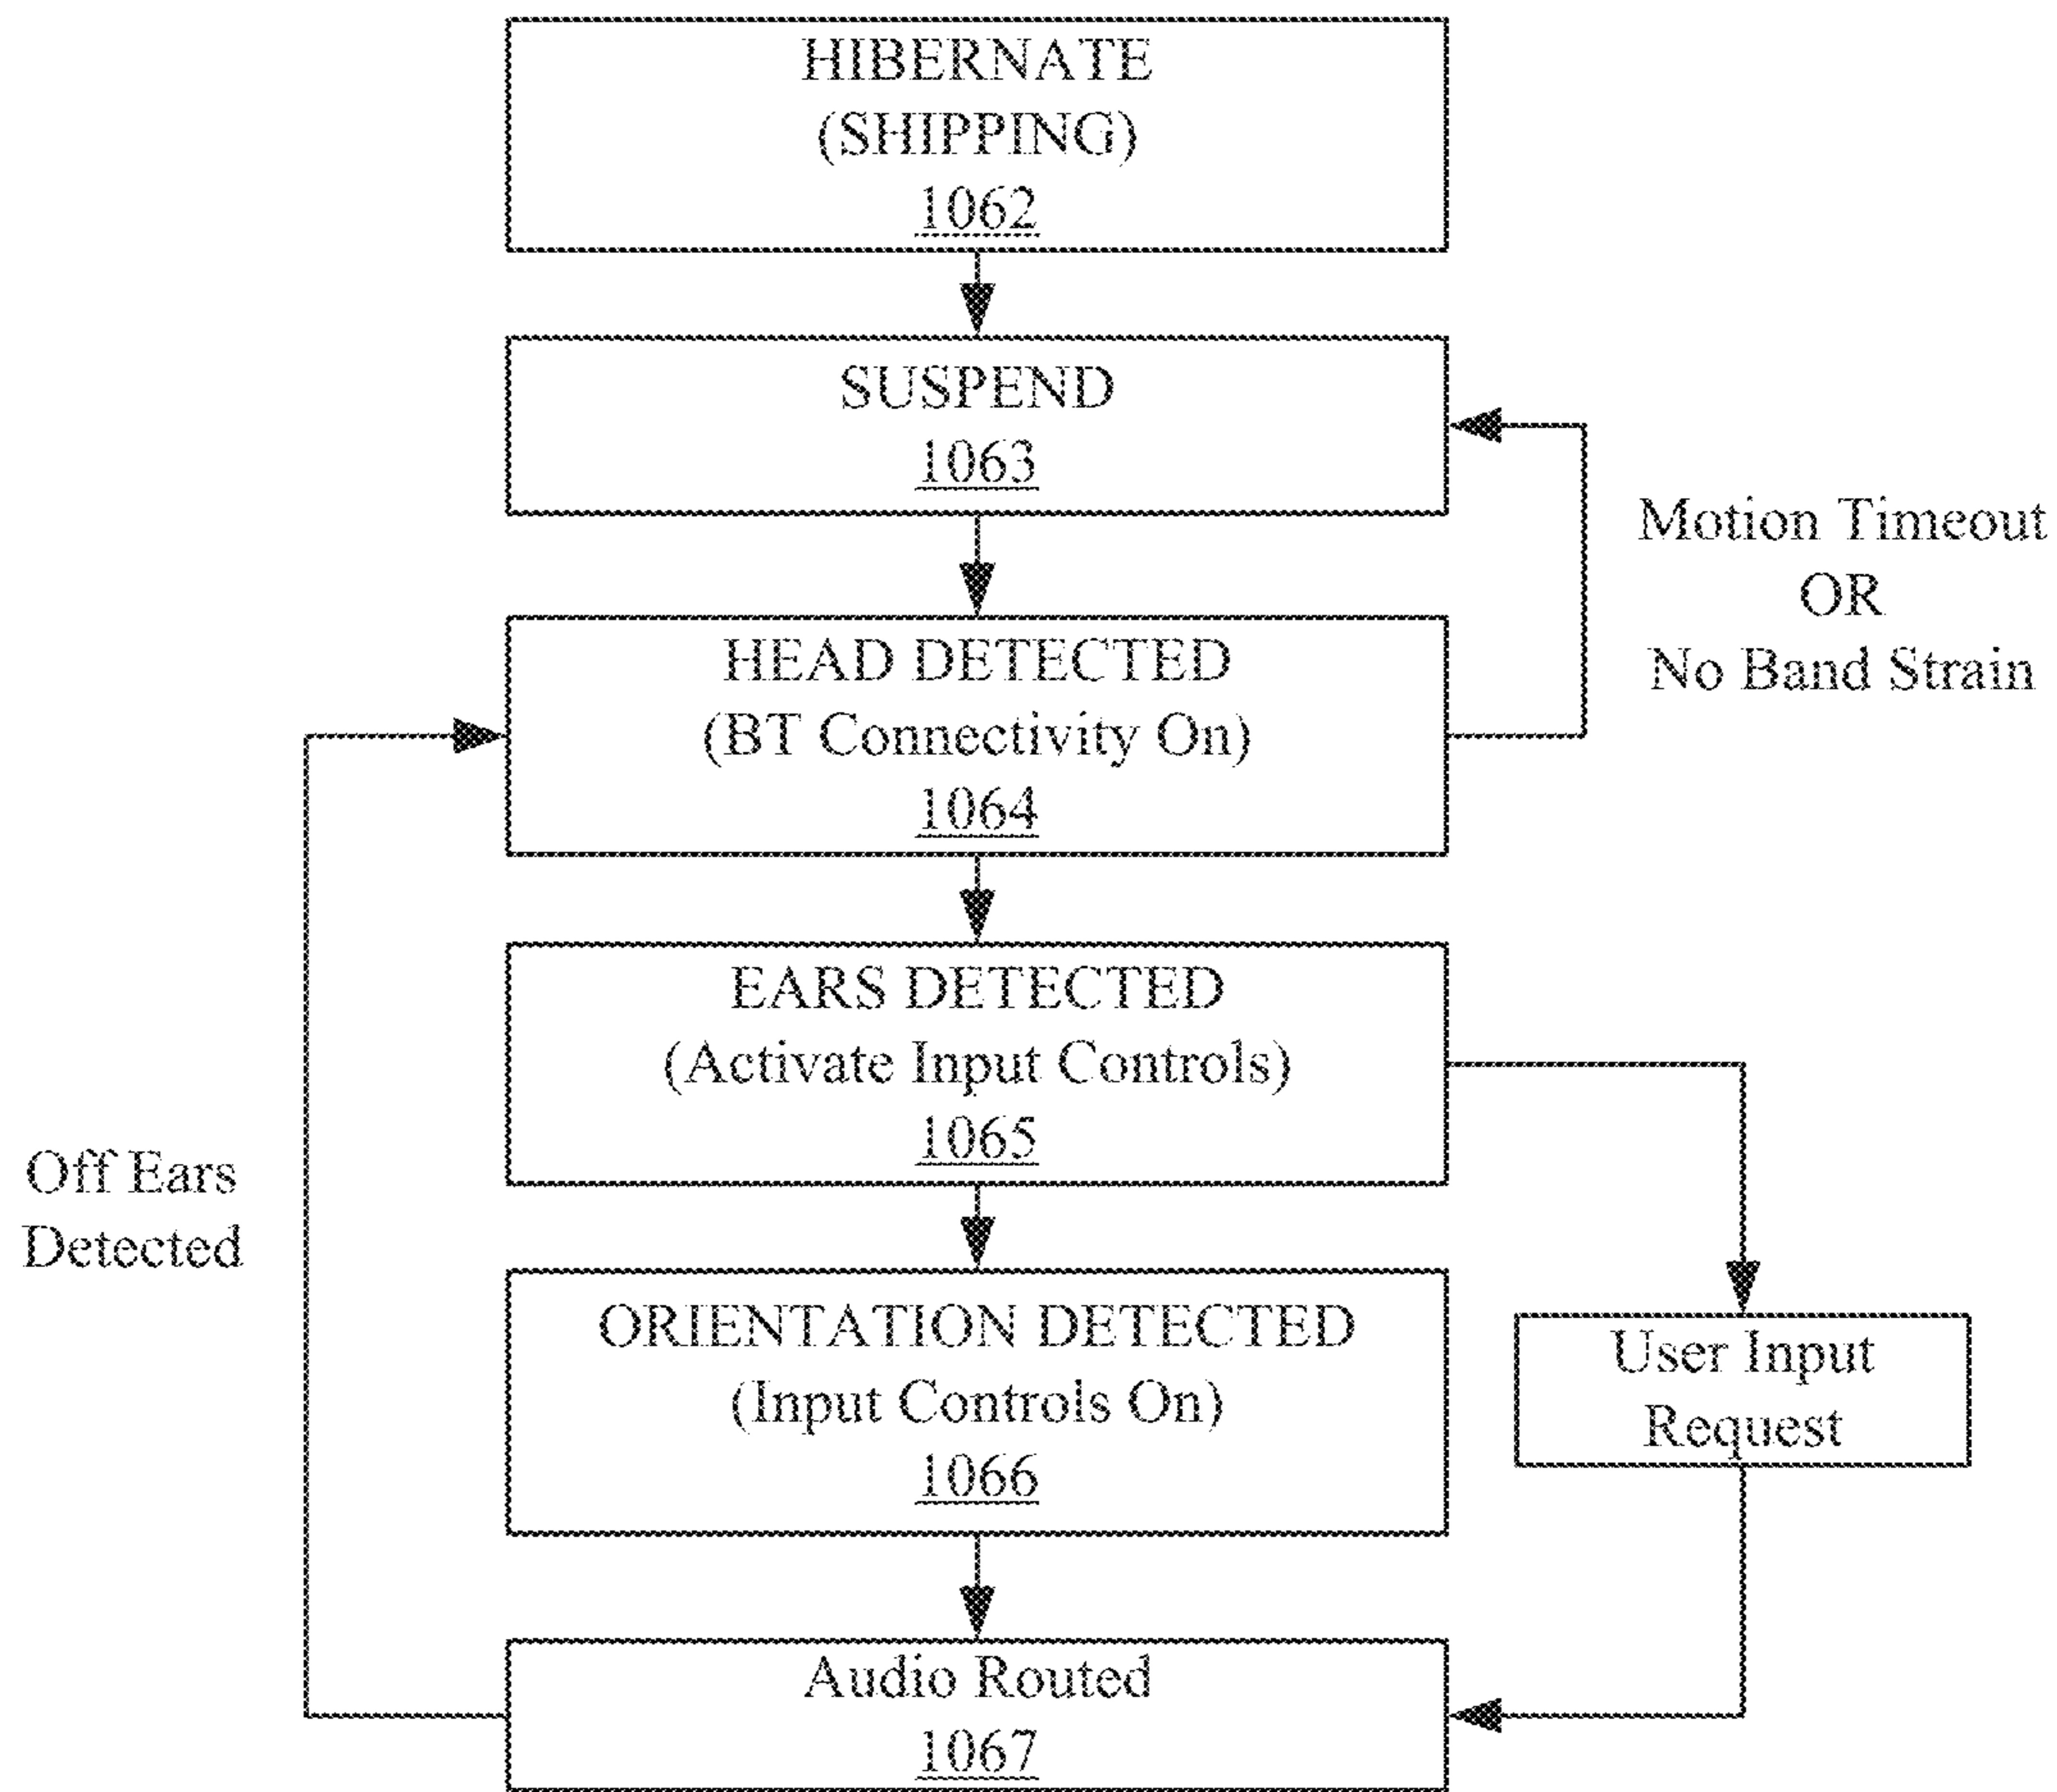 HIBERNATE
(SHIPPING)
1062
SUSPEND
1063
Motion Timeout
OR
No Band Strain
HEAD DETECTED
(BT Connectivity On)
1064
EARS DETECTED
(Activate Input Controls)
1065
Off Ears
Detected
ORIENTATION DETECTED
(Input Controls On)
1066
User Input
Request
Audio Routed
1067